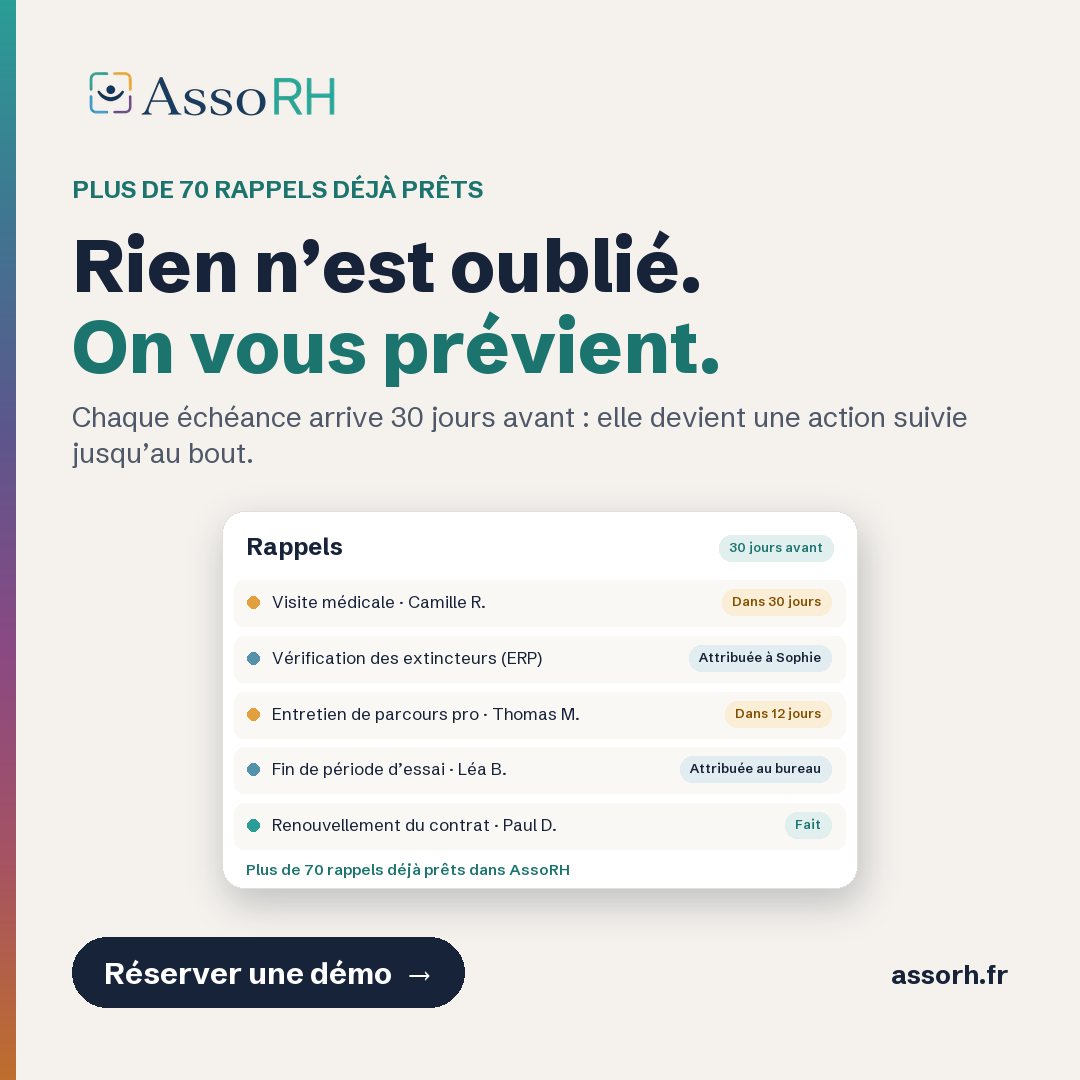 AssoRH
PLUS DE 70 RAPPELS DÉJÀ PRÊTS
Rien n’est oublié.
On vous prévient.
Chaque échéance arrive 30 jours avant : elle devient une action suivie
jusqu’au bout.
Rappels
30 jours avant
Visite médicale · Camille R.
Dans 30 jours
Vérification des extincteurs (ERP)
Attribuée à Sophie
Entretien de parcours pro · Thomas M.
Dans 12 jours
Fin de période d’essai · Léa B.
Attribuée au bureau
Renouvellement du contrat · Paul D.
Fait
Plus de 70 rappels déjà prêts dans AssoRH
Réserver une démo →
assorh.fr